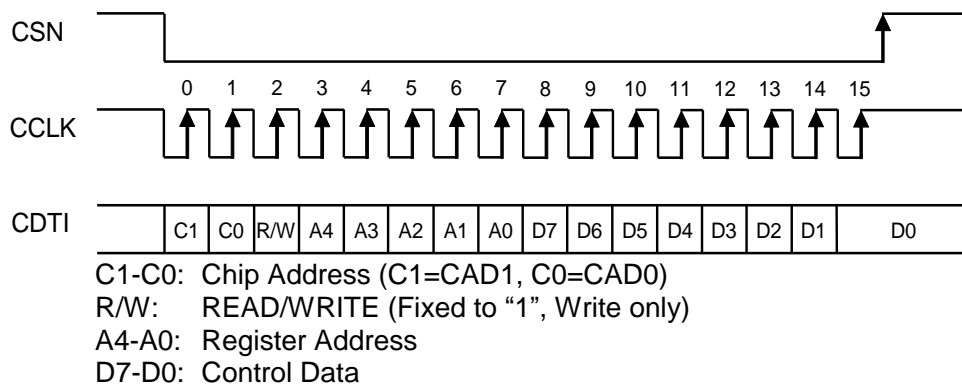 CSN
0 1 2 3 4 5 6 7 8 9 10 11 12 13 14 15
CCLK
CDTI C1 C0 R/W A4 A3 A2 A1 A0 D7 D6 D5 D4 D3 D2 D1 D0
C1-C0: Chip Address (C1=CAD1, C0=CAD0)
R/W: READ/WRITE (Fixed to “1”, Write only)
A4-A0: Register Address
D7-D0: Control Data